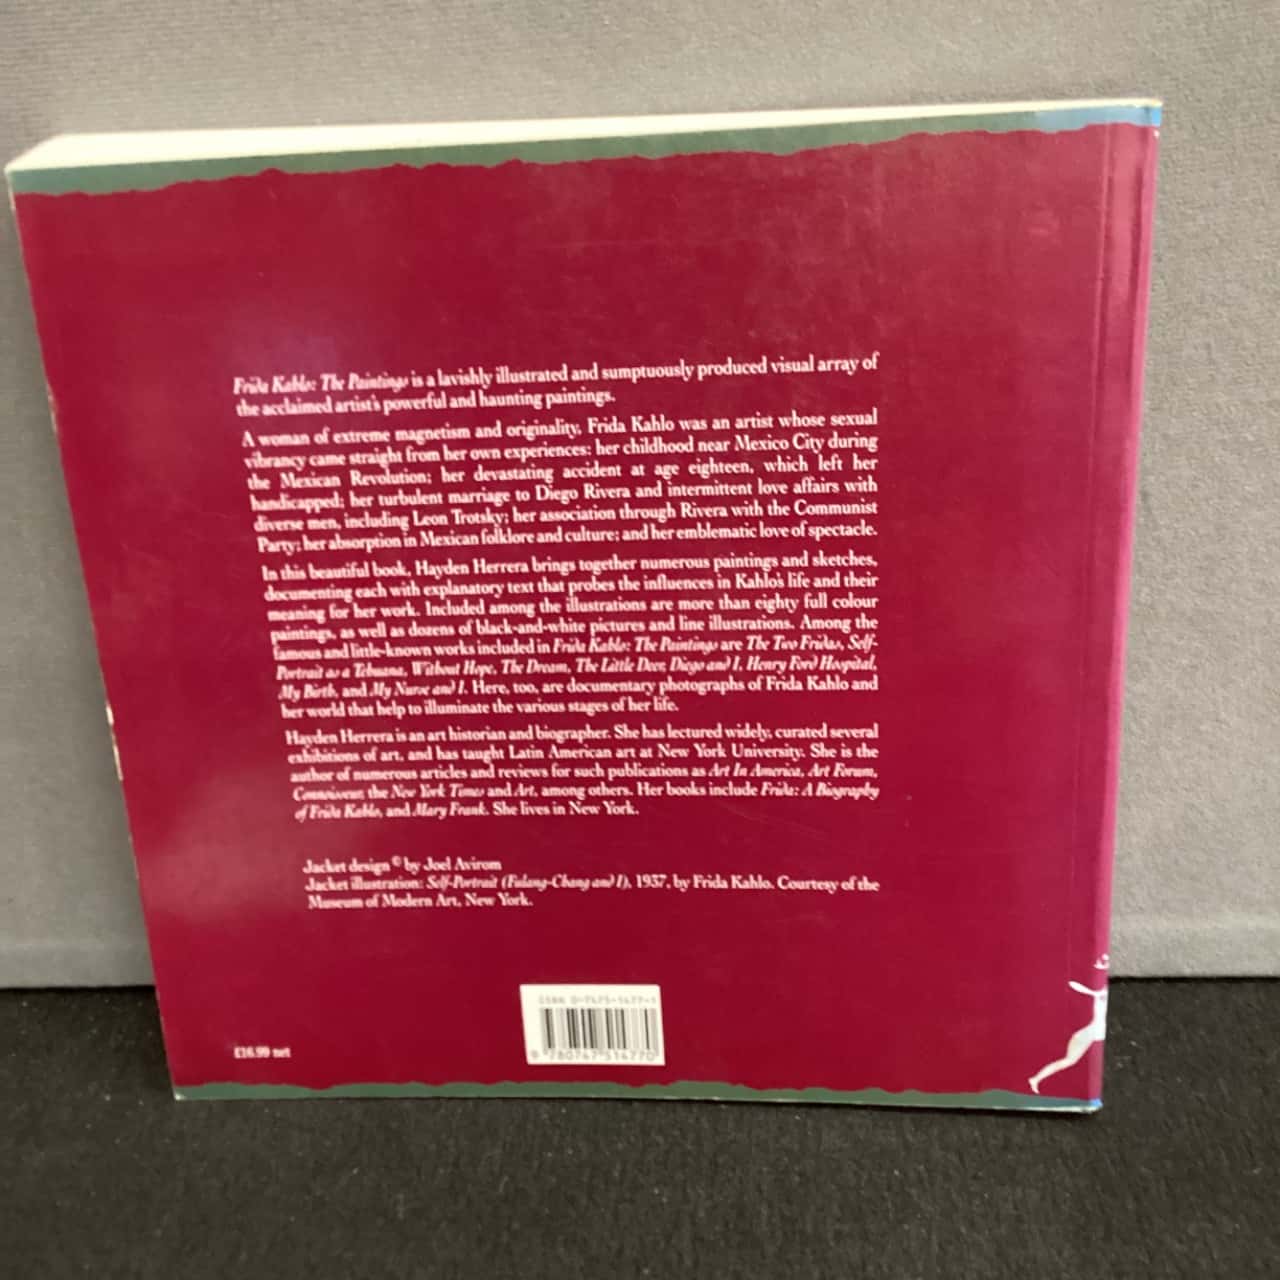 Frida Kahlo: The Paintings is a lavishly illustrated and sumptuously produced visual array of
the acclaimed artist's powerful and haunting paintings.
A woman of extreme magnetism and originality, Frida Kahlo was an artist whose sexual
vibrancy came straight from her own experiences: her childhood near Mexico City during
the Mexican Revolution; her devastating accident at age eighteen, which left her
handicapped; her turbulent marriage to Diego Rivera and intermittent love affairs with
diverse men, including Leon Trotsky; her association through Rivera with the Communist
Party; her absorption in Mexican folklore and culture; and her emblematic love of spectacle.
In this beautiful book, Hayden Herrera brings together numerous paintings and sketches,
documenting each with explanatory text that probes the influences in Kahlo's life and their
meaning for her work. Included among the illustrations are more than eighty full colour
paintings, as well as dozens of black-and-white pictures and line illustrations. Among the
famous and little-known works included in Frida Kahlo: The Paintings are The Two Fridas, Self-
Portrait as a Tehuana, Without Hope, The Dream, The Little Deer, Diego and I, Henry Ford Hospital,
My Birth, and My Nurse and I. Here, too, are documentary photographs of Frida Kahlo and
her world that help to illuminate the various stages of her life.
Hayden Herrera is an art historian and biographer. She has lectured widely, curated several
exhibitions of art, and has taught Latin American art at New York University. She is the
author of numerous articles and reviews for such publications as Art In America, Art Forum,
Connoisseur, the New York Times and Art, among others. Her books include Frida: A Biography
of Frida Kahlo, and Mary Frank. She lives in New York.
Jacket design © by Joel Avirom
Jacket illustration: Self-Portrait (Fulang-Chang and I), 1937, by Frida Kahlo. Courtesy of the
Museum of Modern Art, New York.
ISBN 0-7475-1477-1
9 780747 514770
£16.99 net